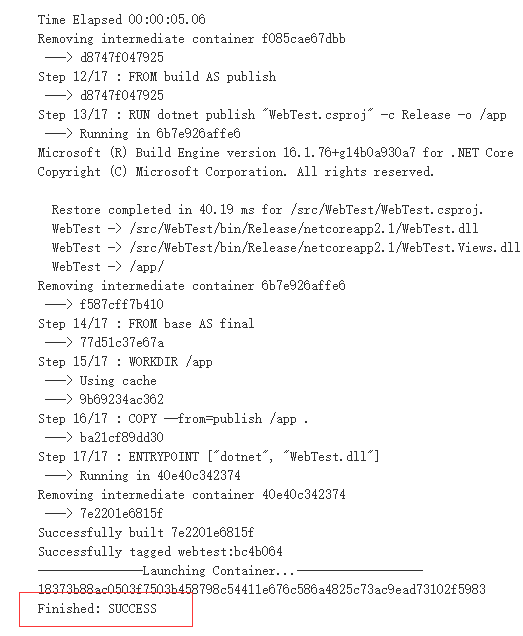 Time Elapsed 00:00:05.06
Removing intermediate container f085cae67dbb
---> d8747f047925
Step 12/17 : FROM build AS publish
---> d8747f047925
Step 13/17 : RUN dotnet publish "WebTest.csproj" -c Release -o /app
---> Running in 6b7e926affe6
Microsoft (R) Build Engine version 16.1.76+g14b0a930a7 for .NET Core
Copyright (C) Microsoft Corporation. All rights reserved.
Restore completed in 40.19 ms for /src/WebTest/WebTest.csproj.
WebTest -> /src/WebTest/bin/Release/netcoreapp2.1/WebTest.dll
WebTest -> /src/WebTest/bin/Release/netcoreapp2.1/WebTest.Views.dll
WebTest -> /app/
Removing intermediate container 6b7e926affe6
---> f587cff7b410
Step 14/17 : FROM base AS final
---> 77d51c37e67a
Step 15/17 : WORKDIR /app
---> Using cache
---> 9b69234ac362
Step 16/17 : COPY --from=publish /app .
---> ba21cf89dd30
Step 17/17 : ENTRYPOINT ["dotnet", "WebTest.dll"]
---> Running in 40e40c342374
Removing intermediate container 40e40c342374
---> 7e2201e6815f
Successfully built 7e2201e6815f
Successfully tagged webtest:bc4b064
---------------Launching Container...------------------
18373b88ac0503f7503b458798c54411e676c586a4825c73ac9ead73102f5983
Finished: SUCCESS